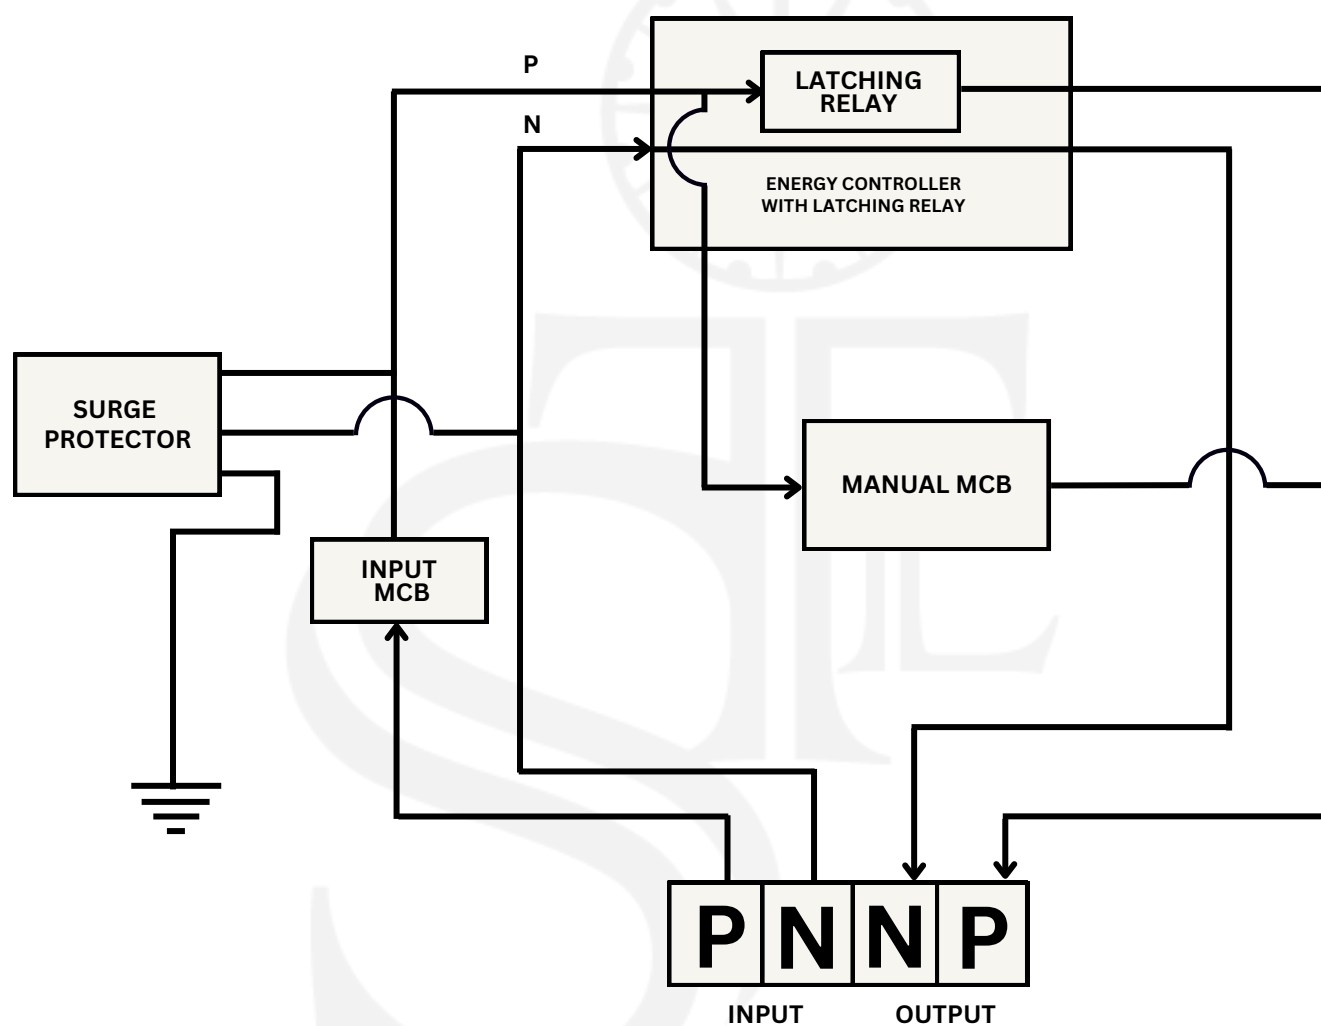 P
LATCHING
RELAY
N
ENERGY CONTROLLER
WITH LATCHING RELAY
SURGE
PROTECTOR
MANUAL MCB
INPUT
MCB
P N N P
INPUT OUTPUT